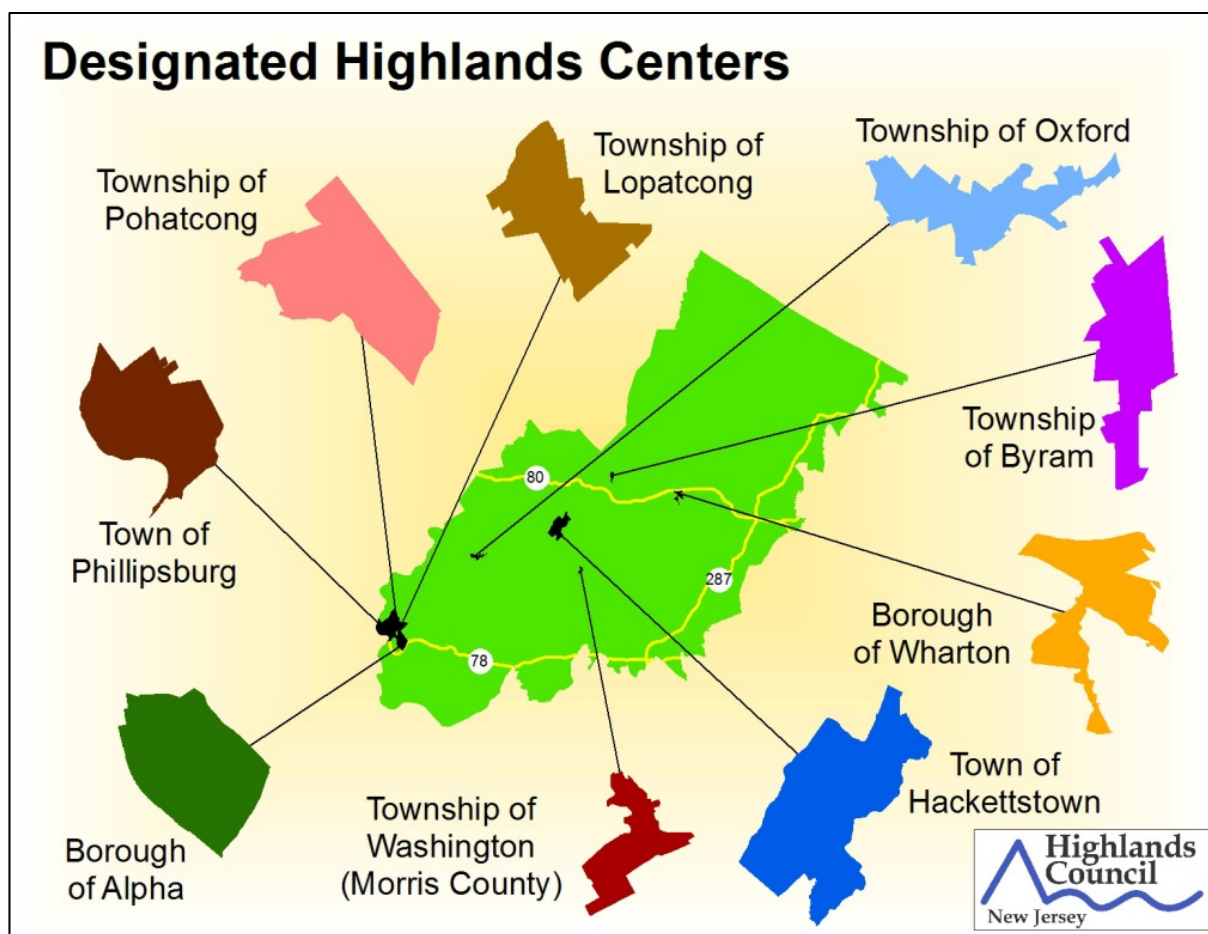 Designated Highlands Centers
Township of
Pohatcong
Township of
Lopatcong
Township of Oxford
Township
of Byram
Town of
Phillipsburg
80
287
78
Borough
of Wharton
Borough
of Alpha
Township of
Washington
(Morris County)
Town of
Hackettstown
Highlands
Council
New Jersey